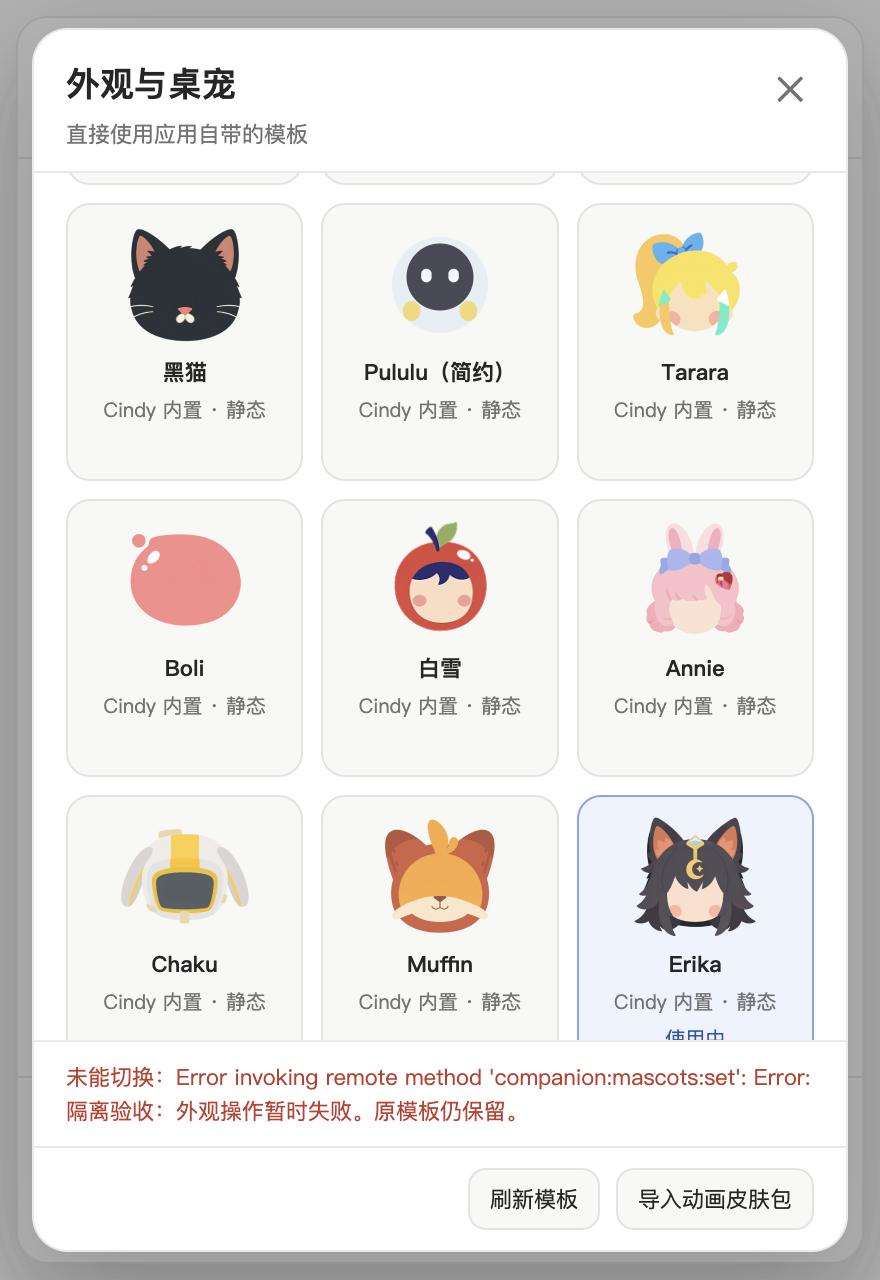 外观与桌宠
直接使用应用自带的模板
黑猫
Cindy 内置 · 静态
Pululu（简约）
Cindy 内置 · 静态
Tarara
Cindy 内置 · 静态
Boli
Cindy 内置 · 静态
白雪
Cindy 内置 · 静态
Annie
Cindy 内置 · 静态
Chaku
Cindy 内置 · 静态
Muffin
Cindy 内置 · 静态
Erika
Cindy 内置 · 静态
使用中
未能切换：Error invoking remote method 'companion:mascots:set': Error:
隔离验收：外观操作暂时失败。原模板仍保留。
刷新模板
导入动画皮肤包